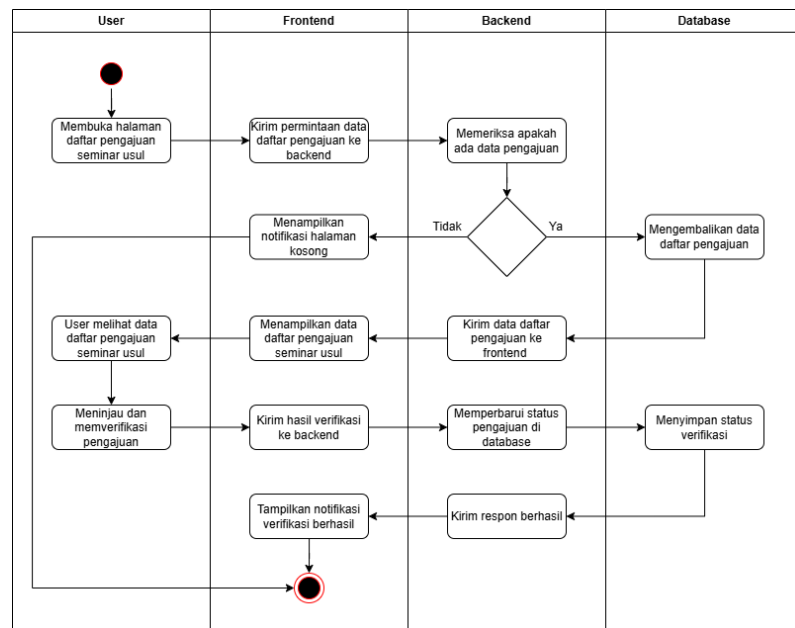 User
Frontend
Backend
Database
Membuka halaman
daftar pengajuan
seminar usul
Kirim permintaan data
daftar pengajuan ke
backend
Memeriksa apakah
ada data pengajuan
Menampilkan
notifikasi halaman
kosong
Tidak
Ya
Mengembalikan data
daftar pengajuan
User melihat data
daftar pengajuan
seminar usul
Menampilkan data
daftar pengajuan
seminar usul
Kirim data daftar
pengajuan ke
frontend
Meninjau dan
memverifikasi
pengajuan
Kirim hasil verifikasi
ke backend
Memperbarui status
pengajuan di
database
Menyimpan status
verifikasi
Tampilkan notifikasi
verifikasi berhasil
Kirim respon berhasil